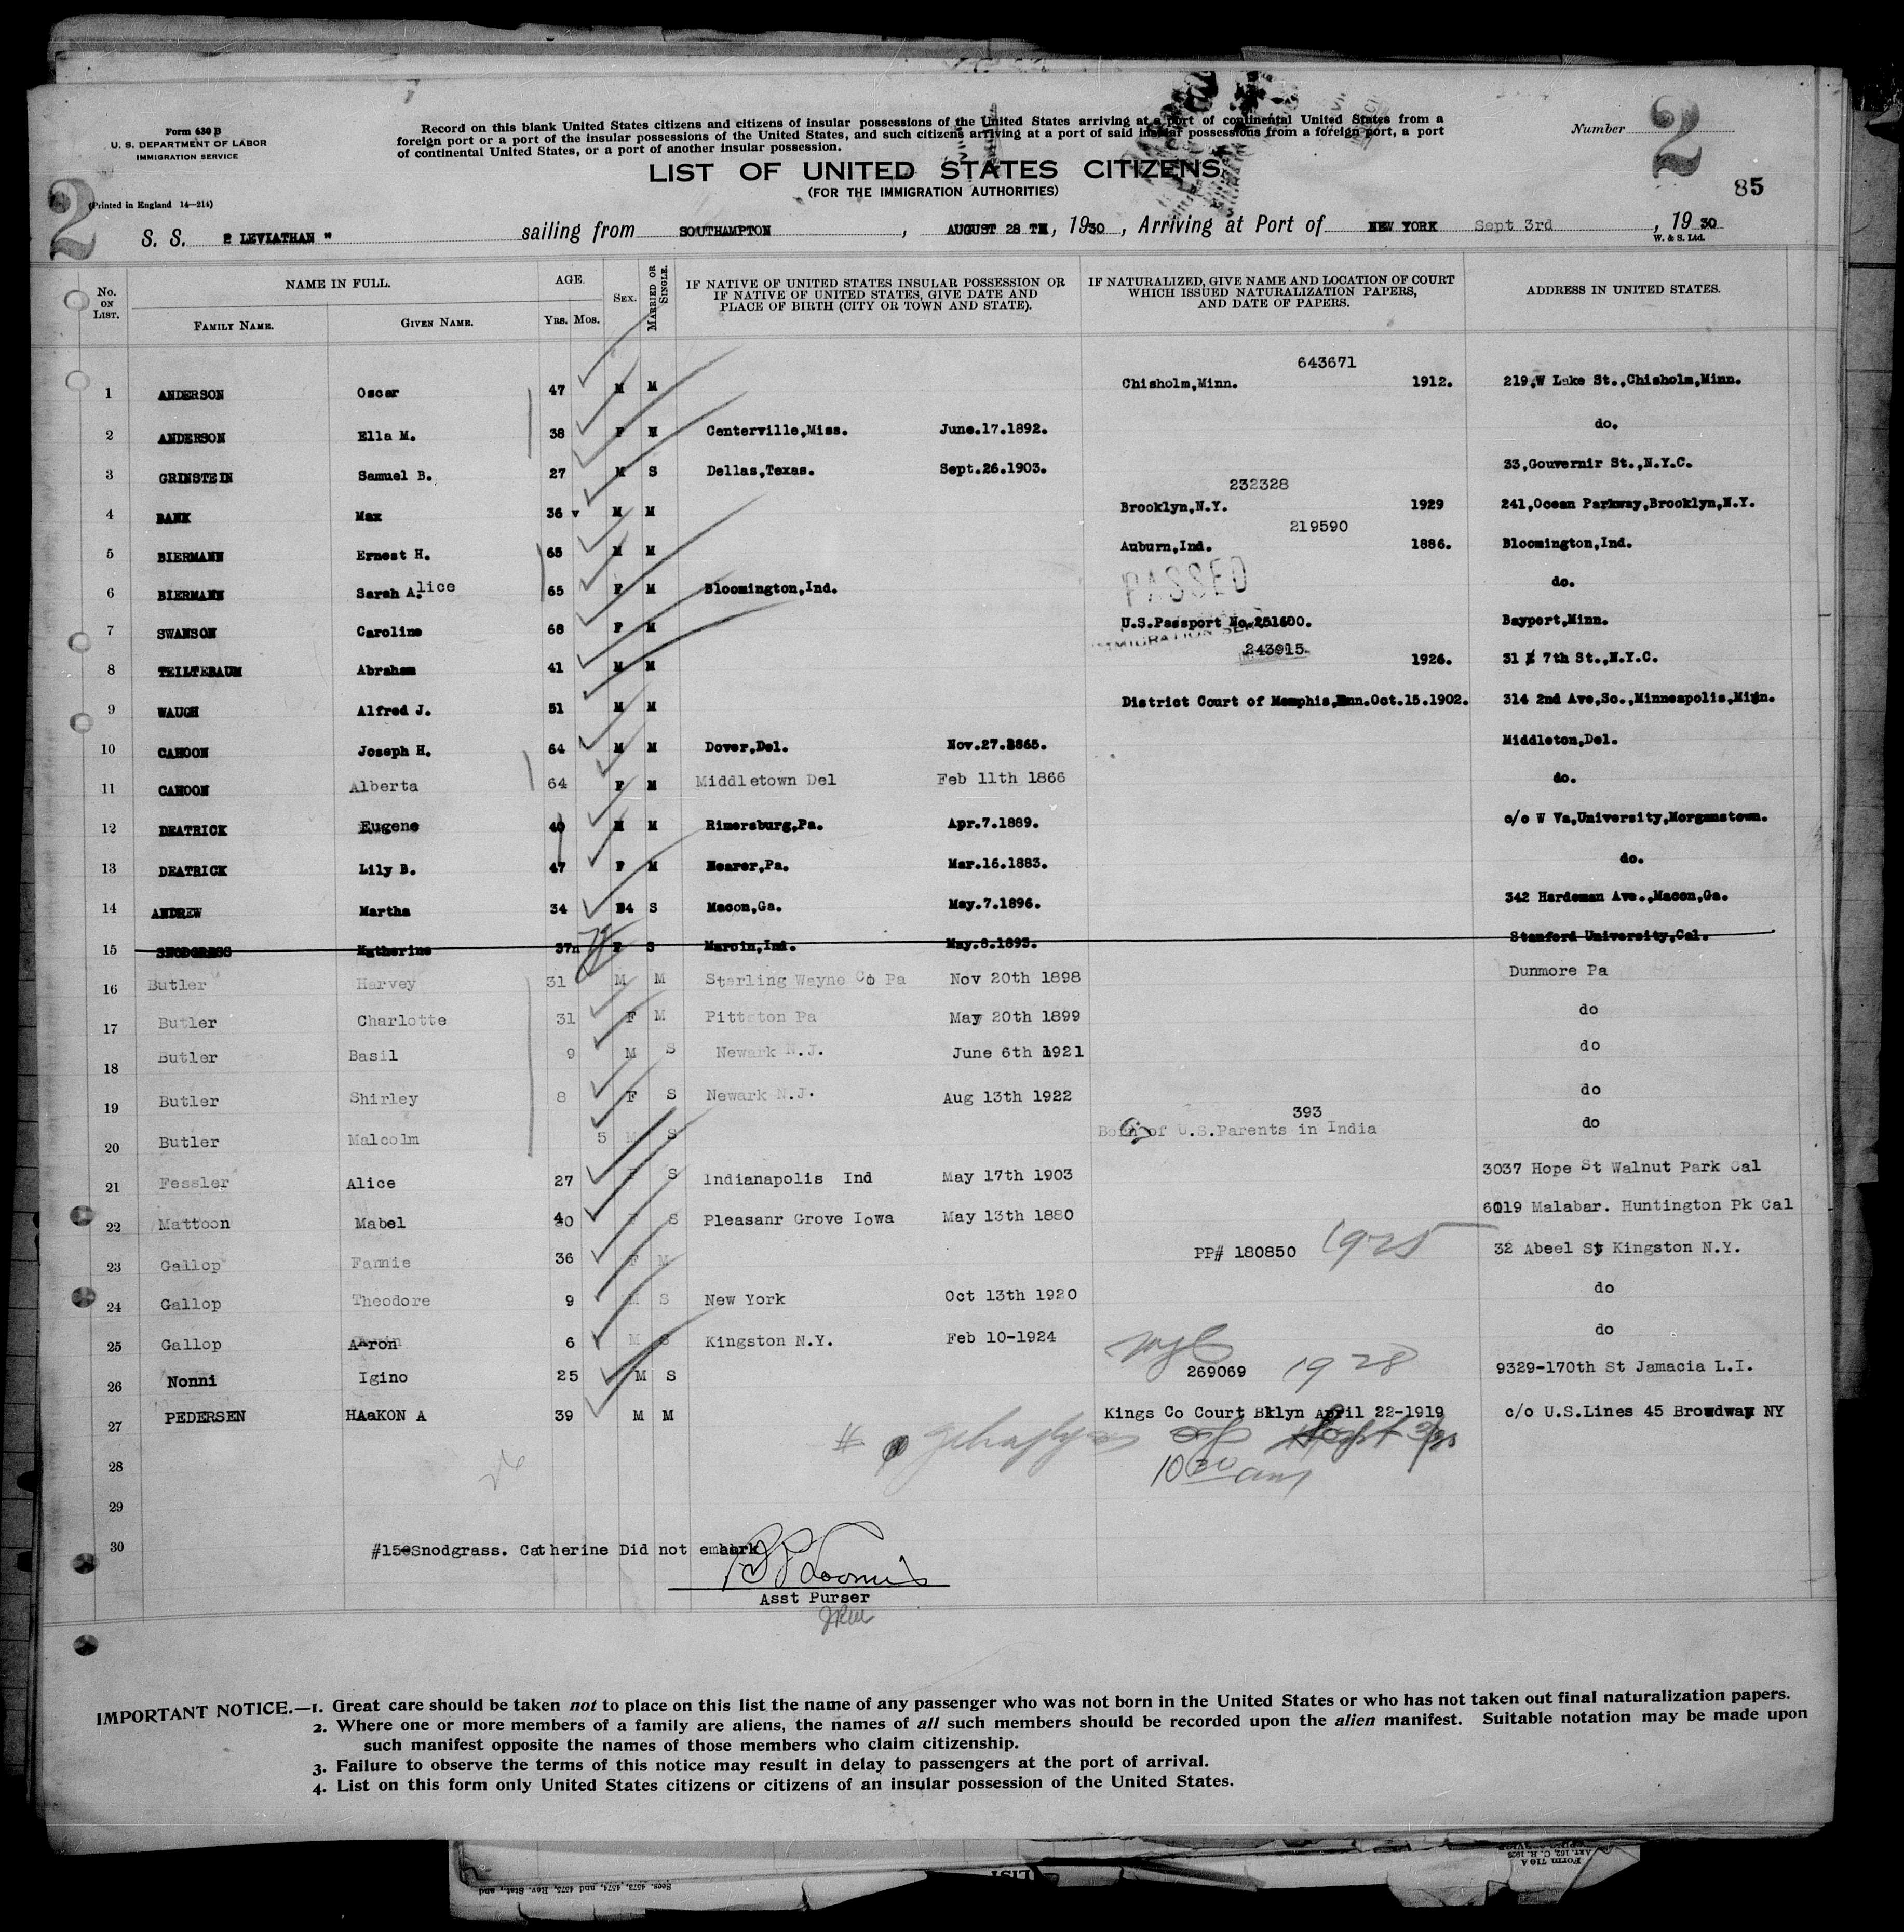 Form 630 B
U. S. DEPARTMENT OF LABOR
IMMIGRATION SERVICE
(Printed in England 14—214)
Record on this blank United States citizens and citizens of insular possessions of the United States arriving at a port of continental United States from a
foreign port or a port of the insular possessions of the United States, and such citizens arriving at a port of said insular possessions from a foreign port, a port
of continental United States, or a port of another insular possession.
LIST OF UNITED STATES CITIZENS
(FOR THE IMMIGRATION AUTHORITIES)
Number 2
85
2
S. S. " LEVIATHAN " sailing from SOUTHAMPTON, AUGUST 28 TH, 1930, Arriving at Port of NEW YORK Sept 3rd, 1930
W. & S. Ltd.
No. ON LIST. NAME IN FULL. FAMILY NAME. GIVEN NAME. AGE YRS. MOS. SEX. MARRIED OR SINGLE. IF NATIVE OF UNITED STATES INSULAR POSSESSION OR IF NATIVE OF UNITED STATES, GIVE DATE AND PLACE OF BIRTH (CITY OR TOWN AND STATE). IF NATURALIZED, GIVE NAME AND LOCATION OF COURT WHICH ISSUED NATURALIZATION PAPERS, AND DATE OF PAPERS. ADDRESS IN UNITED STATES.
643671
1 ANDERSON Oscar 47 M M Chisholm,Minn. 1912. 219,W Lake St.,Chisholm,Minn.
2 ANDERSON Ella M. 38 F M Centerville,Miss. June.17.1892. do.
3 GRINSTEIN Samuel B. 27 M S Dellas,Texas. Sept.26.1903. 33,Gouvernir St.,N.Y.C.
232328
4 BANK Max 36 v M M Brooklyn,N.Y. 1929 241,Ocean Parkway,Brooklyn,N.Y.
219590
5 BIERMANN Ernest H. 65 M M Auburn,Ind. 1886. Bloomington,Ind.
PASSED
6 BIERMANN Sarah A.lice 65 F M Bloomington,Ind. do.
7 SWANSON Caroline 68 F M U.S.Passport No.251600. Bayport,Minn.
243915
8 TEILTEBAUM Abraham 41 M M 1926. 31 E 7th St.,N.Y.C.
9 WAUGH Alfred J. 51 M M District Court of Memphis,Enn.Oct.15.1902. 314 2nd Ave,So.,Minneapolis,Minn.
10 CAHOON Joseph H. 64 M M Dover,Del. Nov.27.1865. Middleton,Del.
11 CAHOON Alberta 64 F M Middletown Del Feb 11th 1866 do.
12 DEATRICK Eugene 40 M M Rimersburg,Pa. Apr.7.1889. c/o W Va,University,Morganstown.
13 DEATRICK Lily B. 47 F M Hearer,Pa. Mar.16.1883. do.
14 ANDREW Martha 34 F S Macon,Ga. May.7.1896. 342 Hardeman Ave.,Macon,Ga.
15 SNODGRESS Katherine 37 F S Maroin,Ind. May.8.1893. Stanford University,Cal.
16 Butler Harvey 31 M M Sterling Wayne Co Pa Nov 20th 1898 Dunmore Pa
17 Butler Charlotte 31 F M Pittston Pa May 20th 1899 do
18 Butler Basil 9 M S Newark N.J. June 6th 1921 do
19 Butler Shirley 8 F S Newark N.J. Aug 13th 1922 do
393
20 Butler Malcolm 5 M S Born of U.S.Parents in India do
21 Fessler Alice 27 F S Indianapolis Ind May 17th 1903 3037 Hope St Walnut Park Cal
22 Mattoon Mabel 40 F S Pleasanr Grove Iowa May 13th 1880 6019 Malabar. Huntington Pk Cal
23 Gallop Fannie 36 F M PP# 180850 1925 32 Abeel St Kingston N.Y.
24 Gallop Theodore 9 M S New York Oct 13th 1920 do
25 Gallop Aaron 6 M S Kingston N.Y. Feb 10-1924 do
26 Nonni Igino 25 M S 269069 1928 9329-170th St Jamacia L.I.
27 PEDERSEN HAaKON A 39 M M Kings Co Court Bklyn April 22-1919 c/o U.S.Lines 45 Broadway NY
28
10 30 am
29
30
#15 Snodgrass. Catherine Did not embark
Asst Purser
IMPORTANT NOTICE.—1. Great care should be taken not to place on this list the name of any passenger who was not born in the United States or who has not taken out final naturalization papers.
2. Where one or more members of a family are aliens, the names of all such members should be recorded upon the alien manifest. Suitable notation may be made upon
such manifest opposite the names of those members who claim citizenship.
3. Failure to observe the terms of this notice may result in delay to passengers at the port of arrival.
4. List on this form only United States citizens or citizens of an insular possession of the United States.